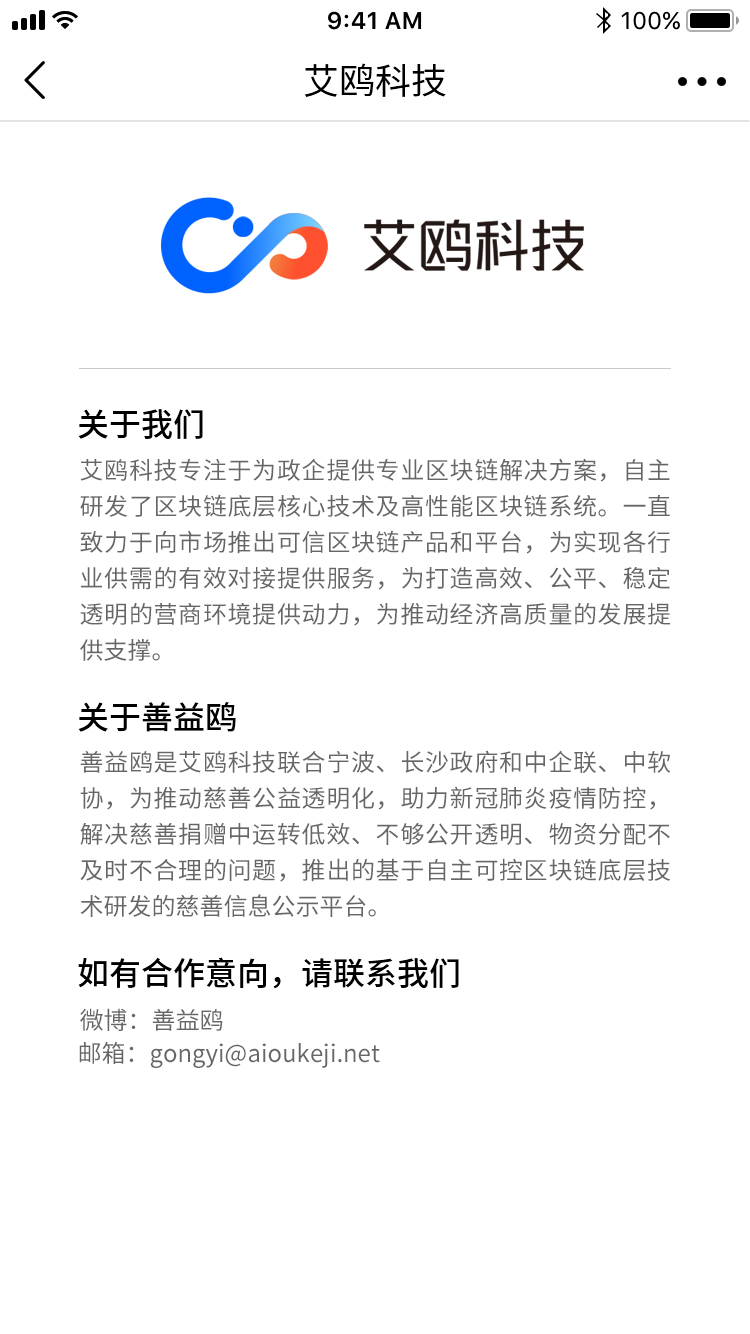 9:41 AM
100%
艾鸥科技
艾鸥科技
关于我们
艾鸥科技专注于为政企提供专业区块链解决方案，自主
研发了区块链底层核心技术及高性能区块链系统。一直
致力于向市场推出可信区块链产品和平台，为实现各行
业供需的有效对接提供服务，为打造高效、公平、稳定
透明的营商环境提供动力，为推动经济高质量的发展提
供支撑。
关于善益鸥
善益鸥是艾鸥科技联合宁波、长沙政府和中企联、中软
协，为推动慈善公益透明化，助力新冠肺炎疫情防控，
解决慈善捐赠中运转低效、不够公开透明、物资分配不
及时不合理的问题，推出的基于自主可控区块链底层技
术研发的慈善信息公示平台。
如有合作意向，请联系我们
微博：善益鸥
邮箱：gongyi@aioukeji.net